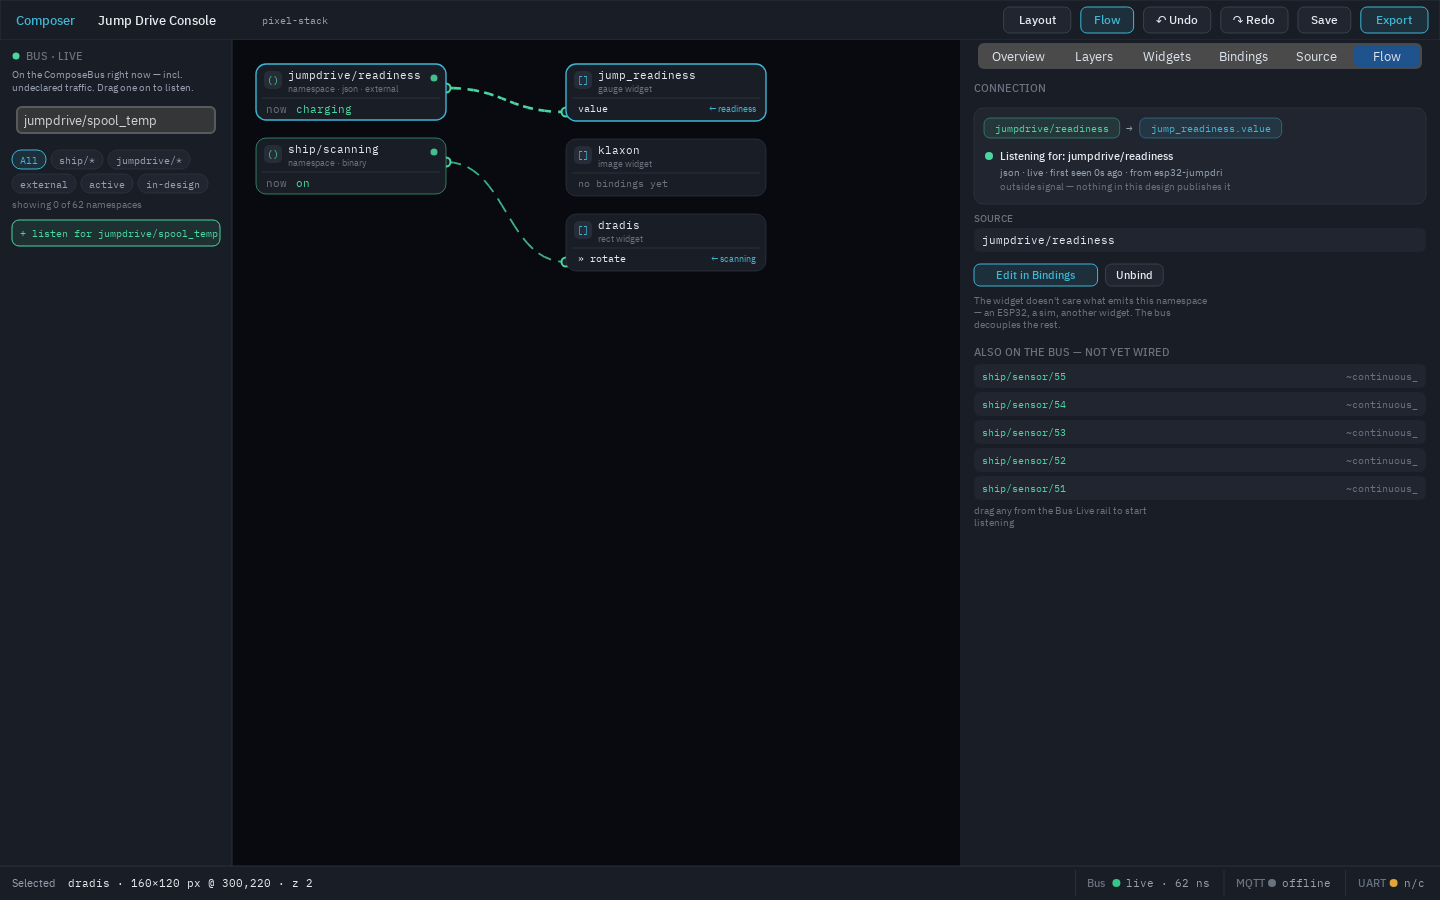 Composer Jump Drive Console pixel-stack Layout Flow ↶ Undo ↷ Redo Save Export
BUS · LIVE
On the ComposeBus right now — incl.
undeclared traffic. Drag one on to listen.
jumpdrive/spool_temp
All ship/* jumpdrive/*
external active in-design
showing 0 of 62 namespaces
+ listen for jumpdrive/spool_temp
() jumpdrive/readiness
namespace · json · external
now charging
() ship/scanning
namespace · binary
now on
[] jump_readiness
gauge widget
value ← readiness
[] klaxon
image widget
no bindings yet
[] dradis
rect widget
» rotate ← scanning
Overview Layers Widgets Bindings Source Flow
CONNECTION
jumpdrive/readiness → jump_readiness.value
Listening for: jumpdrive/readiness
json · live · first seen 0s ago · from esp32-jumpdri
outside signal — nothing in this design publishes it
SOURCE
jumpdrive/readiness
Edit in Bindings Unbind
The widget doesn't care what emits this namespace
— an ESP32, a sim, another widget. The bus
decouples the rest.
ALSO ON THE BUS — NOT YET WIRED
ship/sensor/55 ~continuous_
ship/sensor/54 ~continuous_
ship/sensor/53 ~continuous_
ship/sensor/52 ~continuous_
ship/sensor/51 ~continuous_
drag any from the Bus·Live rail to start
listening
Selected dradis · 160×120 px @ 300,220 · z 2 Bus live · 62 ns MQTT offline UART n/c